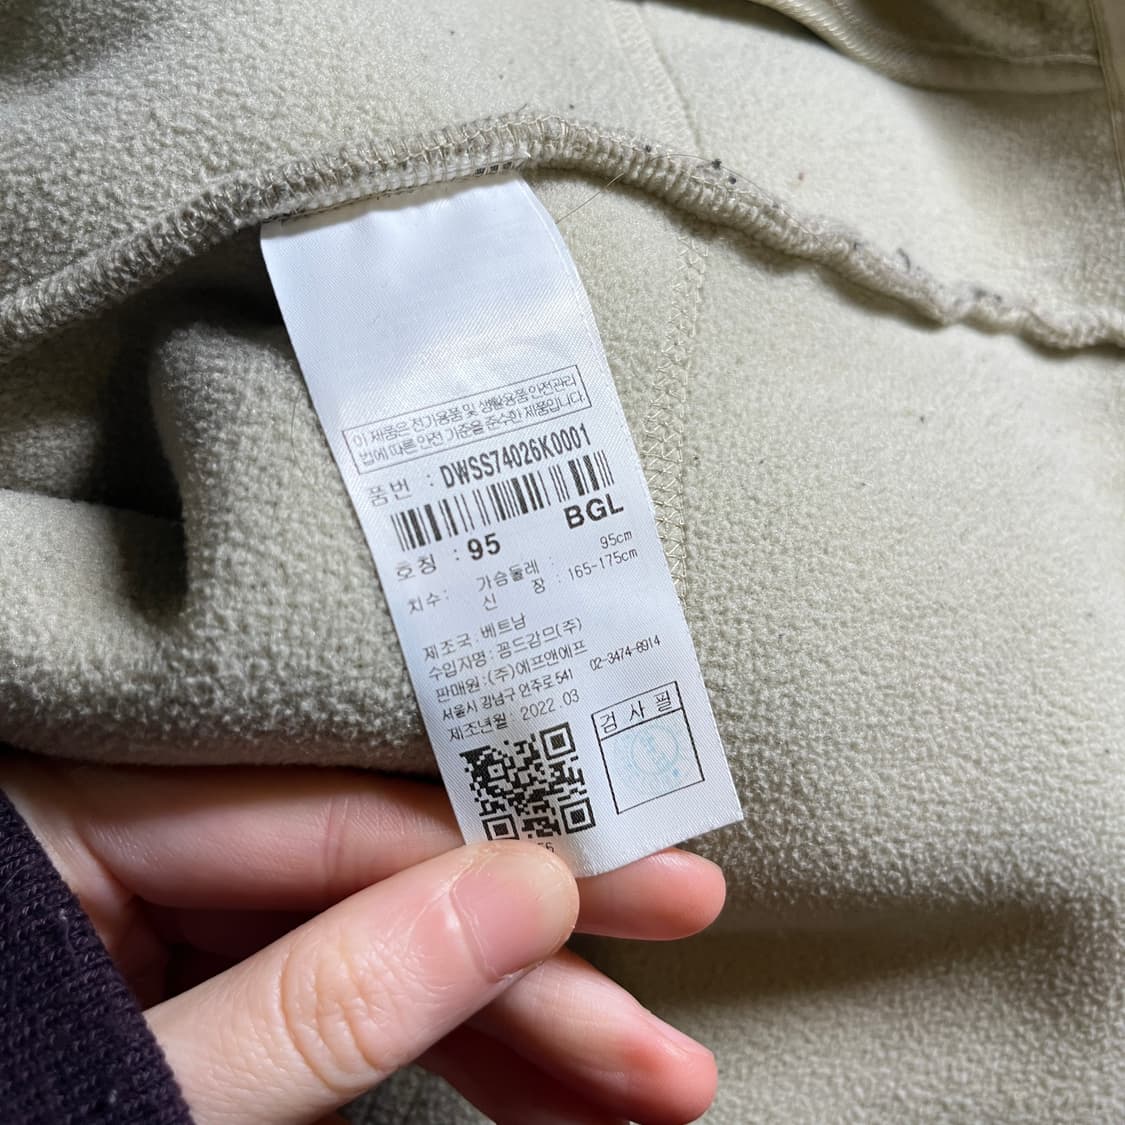 이 제품은 전기용품 및 생활용품 안전관리
법에 따른 안전 기준을 준수한 제품입니다.
품번 : DWSS74026K0001
BGL
호칭 : 95
치수: 가슴둘레 : 95cm
신 장 : 165-175cm
제조국 : 베트남
수입자명 : 꽁드감므(주)
판매원 : (주)에프앤에프 02-3474-8914
서울시 강남구 언주로 541
제조년월 : 2022 .03
검 사 필